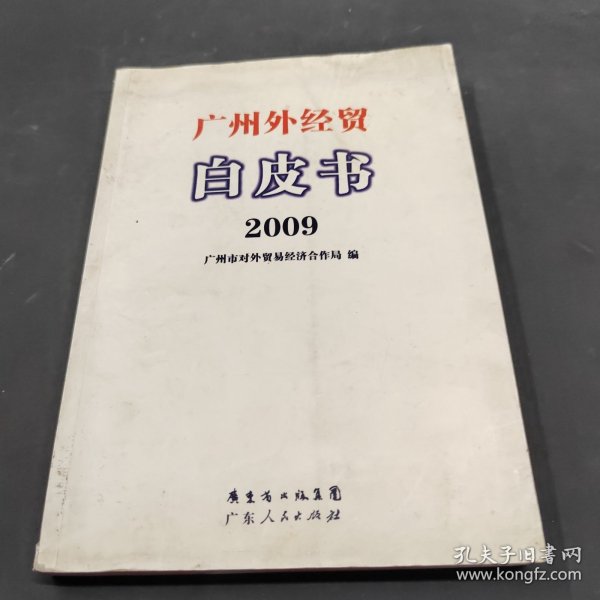 广州外经贸
白皮书
2009
广州市对外贸易经济合作局 编
廣东省出版集團
广东人民出版社
孔夫子旧书网
www.kongfz.com